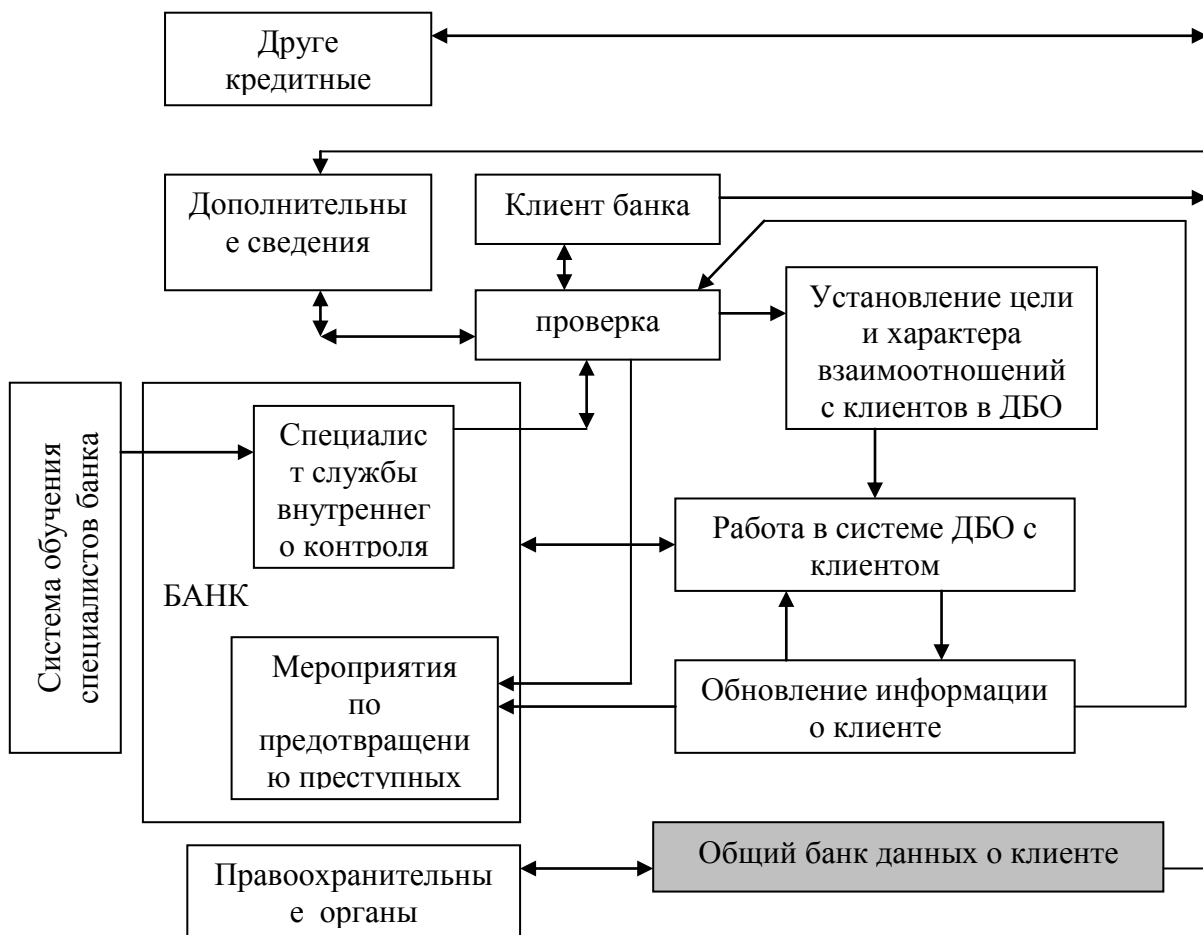 Друге
кредитные
Дополнительны
е сведения
Клиент банка
проверка
Установление цели
и характера
взаимоотношений
с клиентов в ДБО
Система обучения
специалистов банка
Специалис
т службы
внутреннег
о контроля
Работа в системе ДБО с
клиентом
БАНК
Мероприятия
по
предотвращени
ю преступных
Обновление информации
о клиенте
Общий банк данных о клиенте
Правоохранительны
е органы